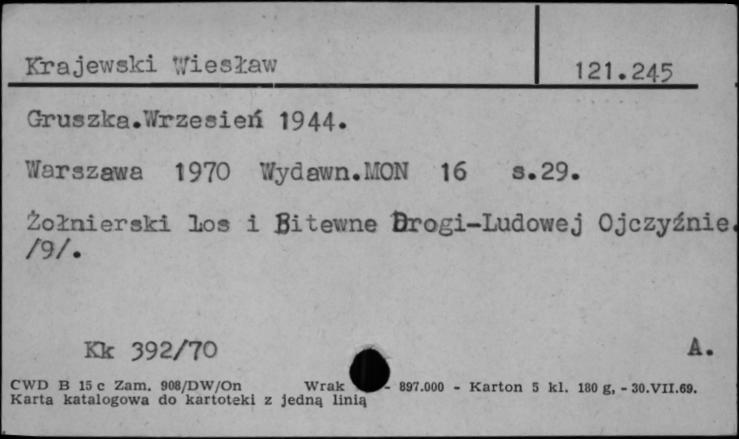 Krajewski Wiesław 121.245
Gruszka.Wrzesień 1944.
Warszawa 1970 Wydawn.MON 16 s.29.
Żołnierski los i Bitewne Drogi-Ludowej Ojczyźnie.
/9/.
Kk 392/70 A.
CWD B 15 c Zam. 908/DW/On Wrak - 897.000 - Karton 5 kl. 180 g, - 30.VII.69.
Karta katalogowa do kartoteki z jedną linią